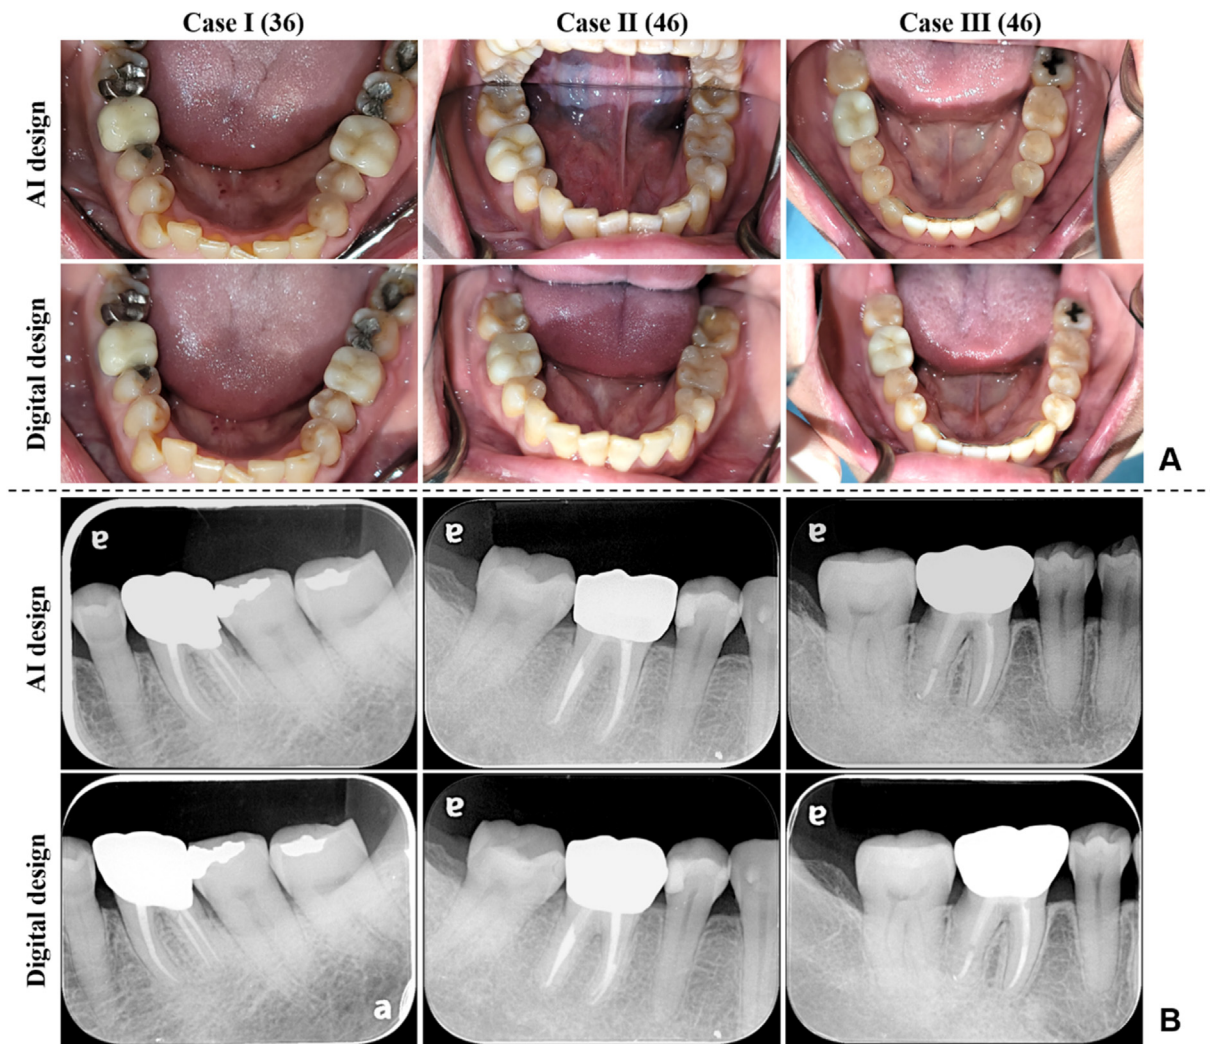 Case I (36)
Case II (46)
Case III (46)
AI design
Digital design
A
AI design
a
a
a
Digital design
a
a
a
B